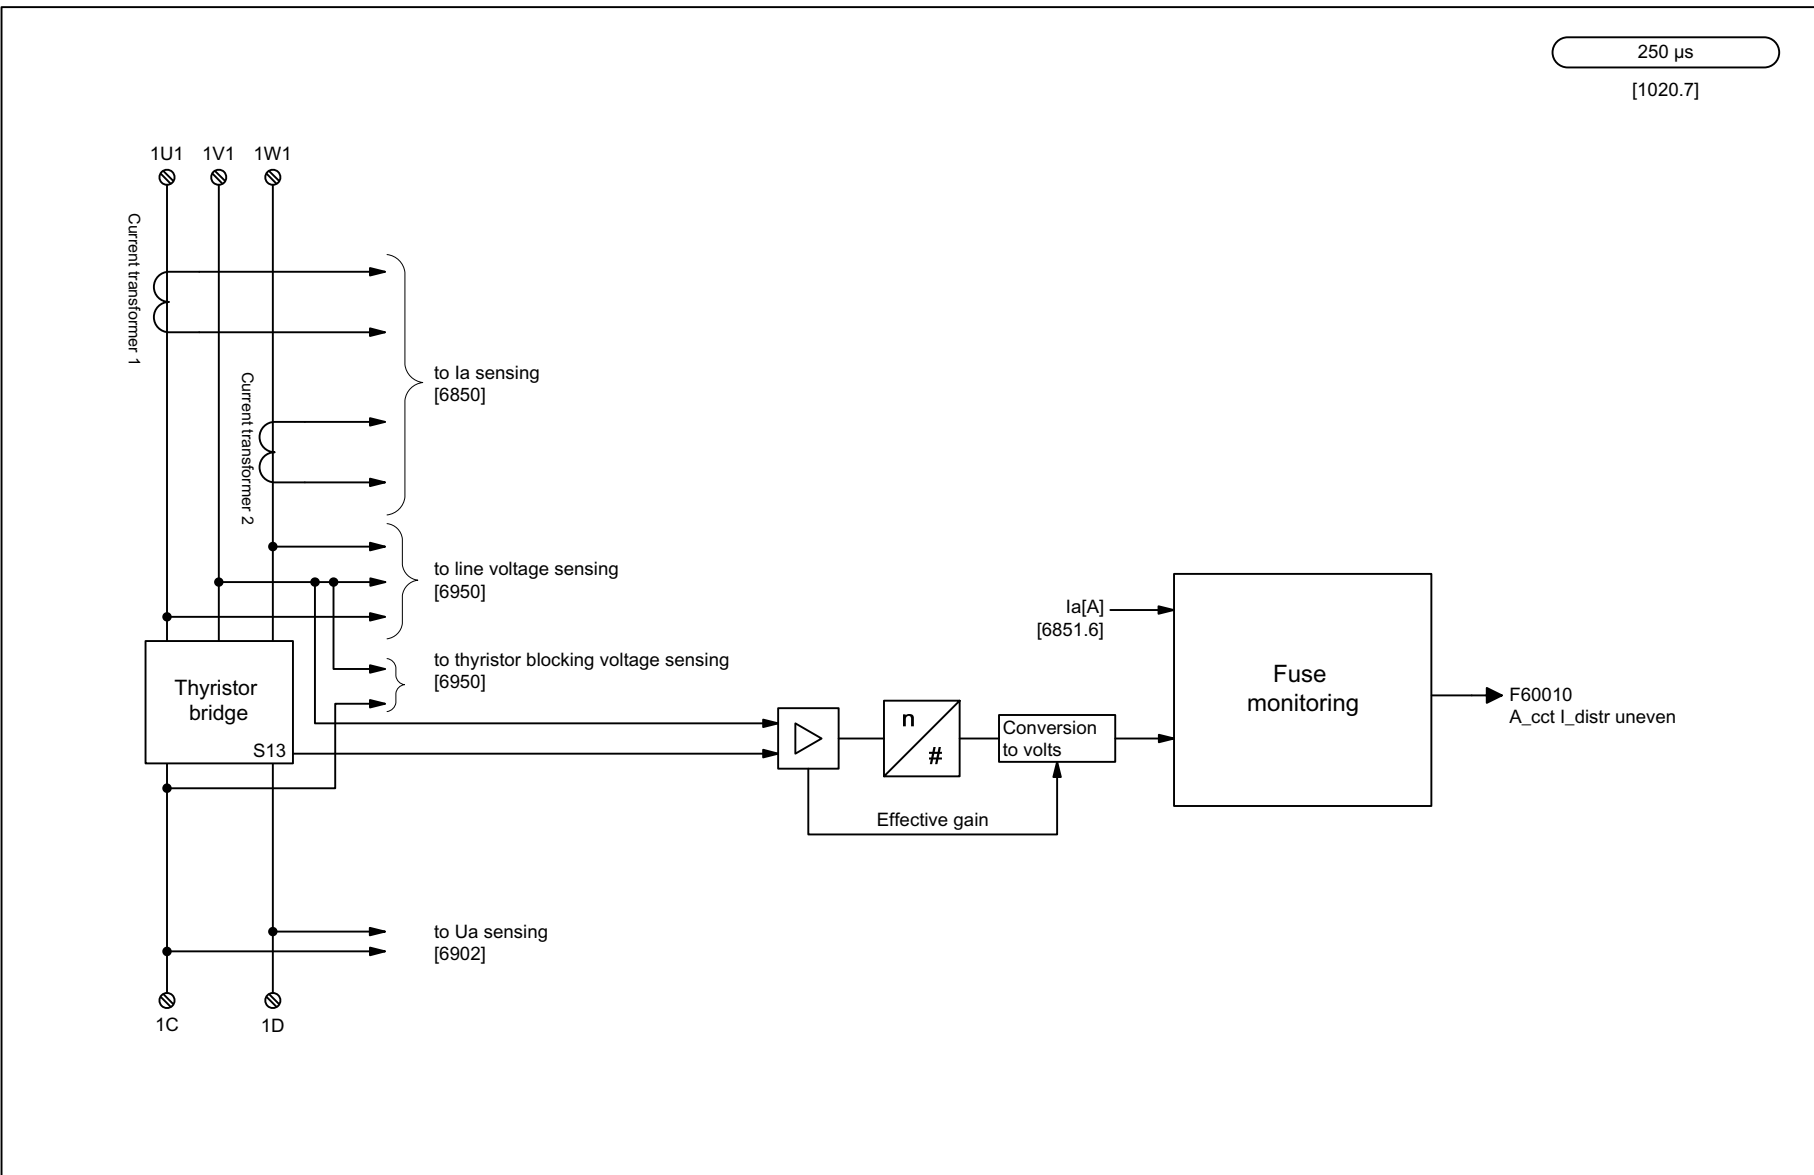 250 µs
[1020.7]
1U1 1V1 1W1
Current transformer 1
to Ia sensing
[6850]
Current transformer 2
to line voltage sensing
[6950]
Ia[A]
[6851.6]
to thyristor blocking voltage sensing
[6950]
Thyristor
bridge
S13
n
#
Conversion
to volts
Fuse
monitoring
F60010
A_cct I_distr uneven
Effective gain
to Ua sensing
[6902]
1C 1D